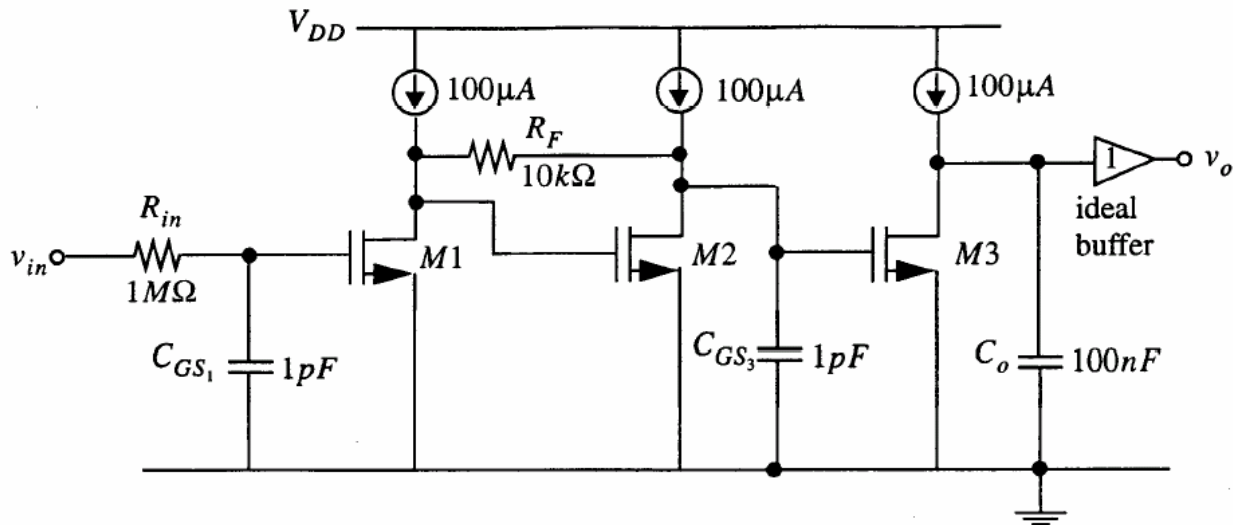 V_DD
100μA
100μA
100μA
R_F
10kΩ
1
v_o
ideal
buffer
R_in
v_in
1MΩ
M1
M2
M3
C_GS₁
1pF
C_GS₃
1pF
C_o
100nF